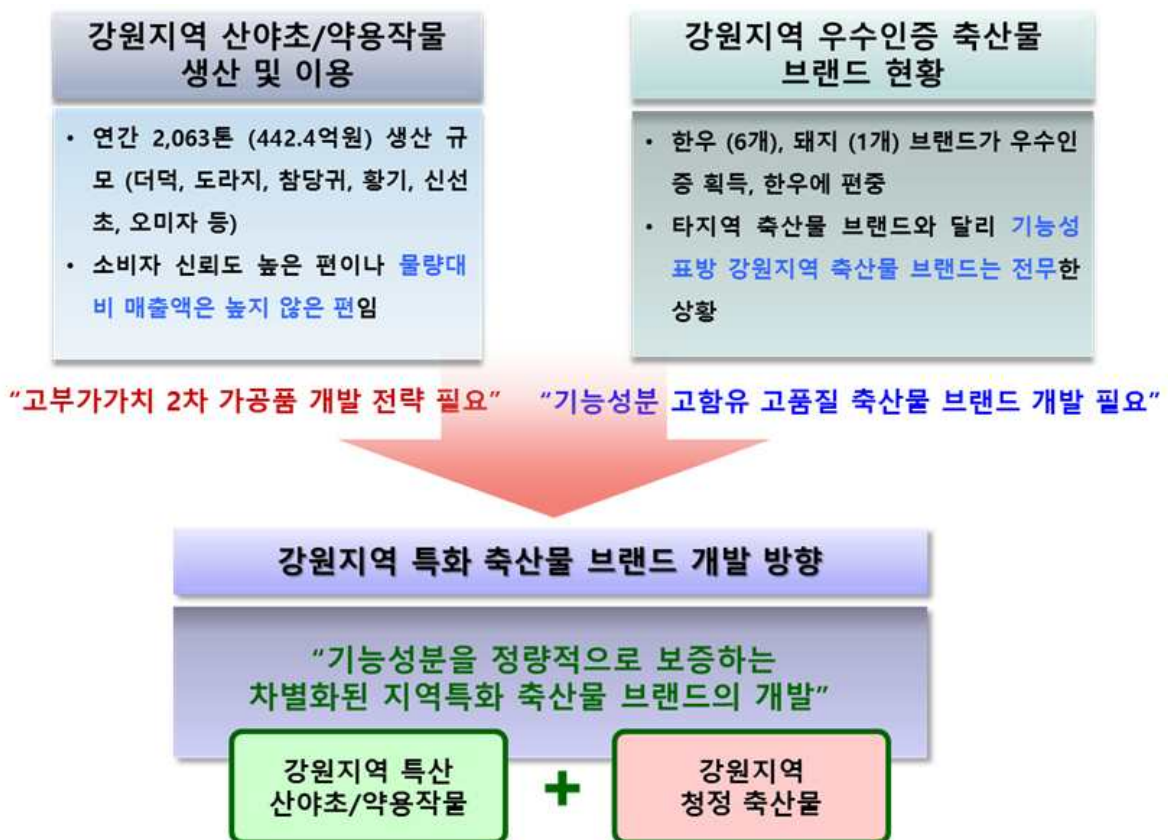 강원지역 산야초/약용작물
생산 및 이용
• 연간 2,063톤 (442.4억원) 생산 규
모 (더덕, 도라지, 참당귀, 황기, 신선
초, 오미자 등)
• 소비자 신뢰도 높은 편이나 물량대
비 매출액은 높지 않은 편임
강원지역 우수인증 축산물
브랜드 현황
• 한우 (6개), 돼지 (1개) 브랜드가 우수인
증 획득, 한우에 편중
• 타지역 축산물 브랜드와 달리 기능성
표방 강원지역 축산물 브랜드는 전무한
상황
“고부가가치 2차 가공품 개발 전략 필요”
“기능성분 고함유 고품질 축산물 브랜드 개발 필요”
강원지역 특화 축산물 브랜드 개발 방향
“기능성분을 정량적으로 보증하는
차별화된 지역특화 축산물 브랜드의 개발”
강원지역 특산
산야초/약용작물
+
강원지역
청정 축산물